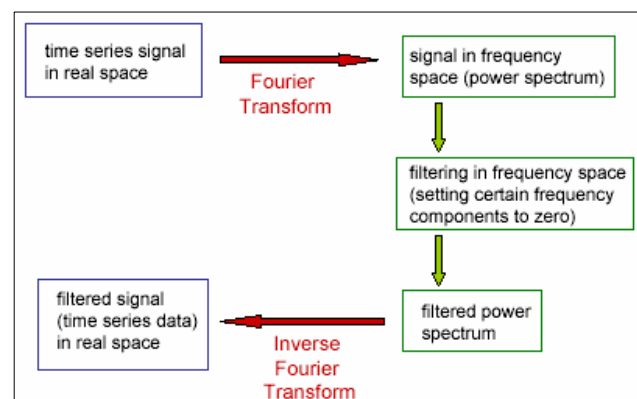 time series signal
in real space
Fourier
Transform
signal in frequency
space (power spectrum)
filtering in frequency space
(setting certain frequency
components to zero)
filtered power
spectrum
Inverse
Fourier
Transform
filtered signal
(time series data)
in real space